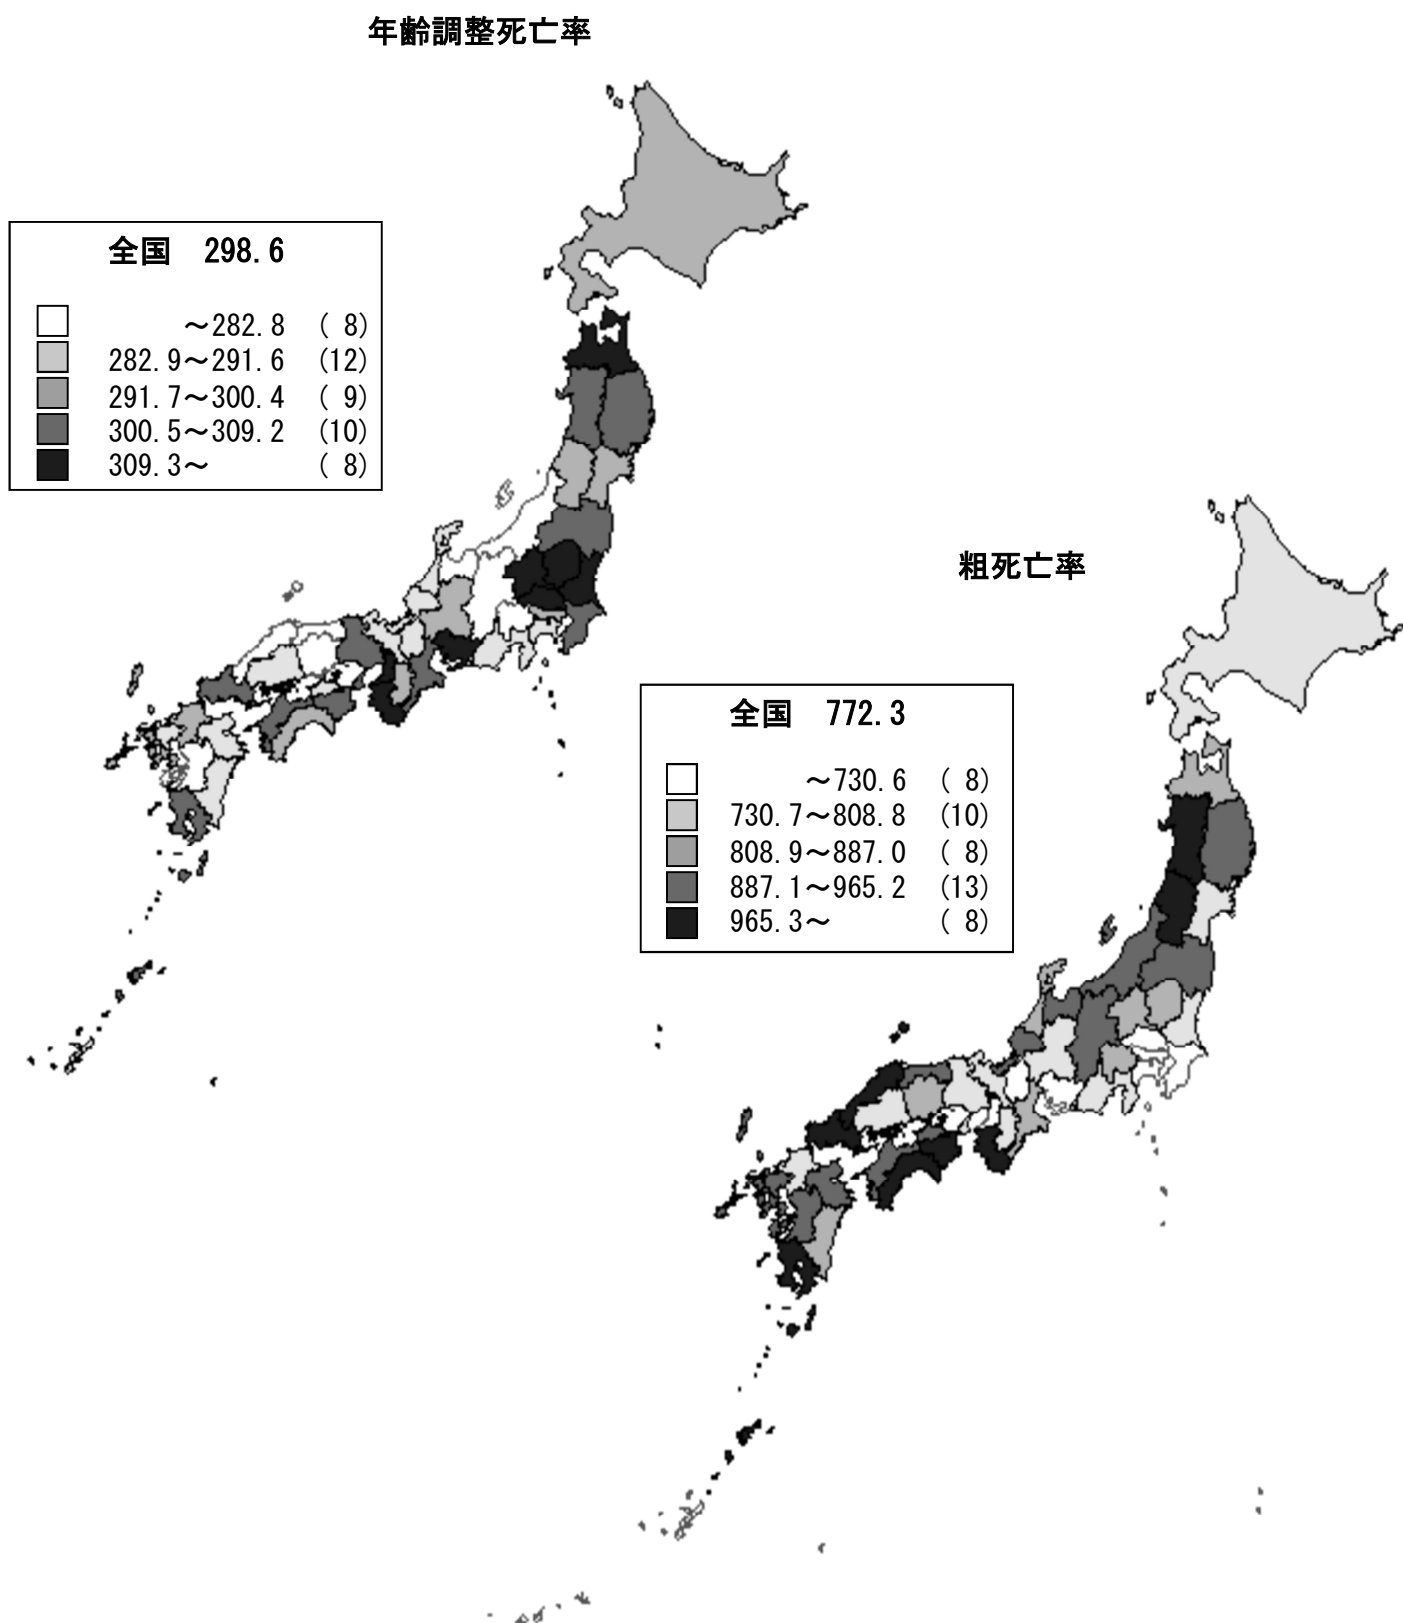 年齢調整死亡率
全国 298.6
～282.8 ( 8)
282.9～291.6 (12)
291.7～300.4 ( 9)
300.5～309.2 (10)
309.3～ ( 8)
粗死亡率
全国 772.3
～730.6 ( 8)
730.7～808.8 (10)
808.9～887.0 ( 8)
887.1～965.2 (13)
965.3～ ( 8)